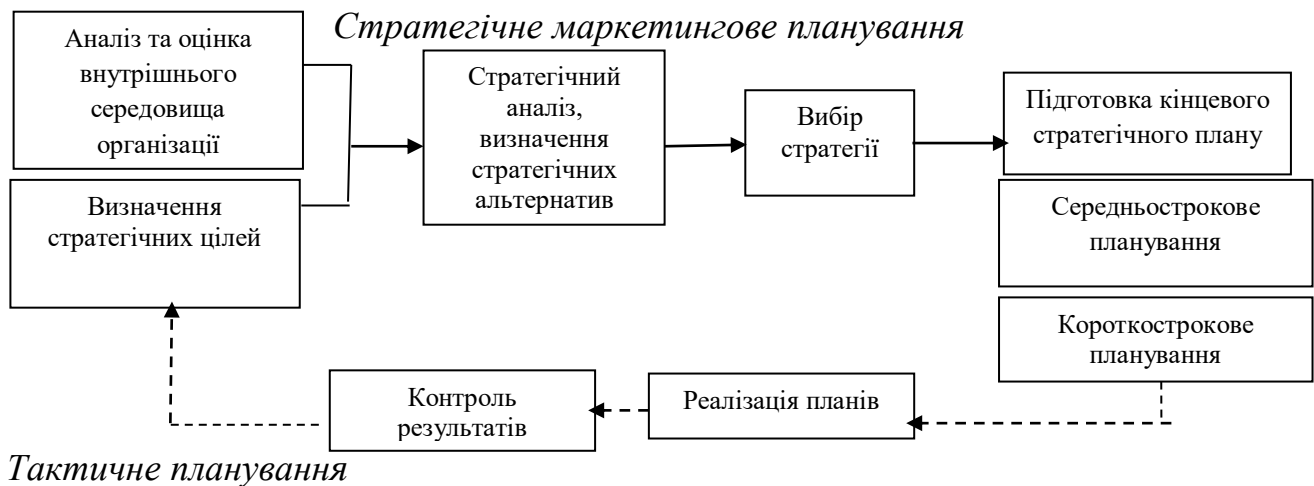 Стратегічне маркетингове планування
Аналіз та оцінка
внутрішнього
середовища
організації
Визначення
стратегічних цілей
Стратегічний
аналіз,
визначення
стратегічних
альтернатив
Вибір
стратегії
Підготовка кінцевого
стратегічного плану
Середньострокове
планування
Короткострокове
планування
Реалізація планів
Контроль
результатів
Тактичне планування